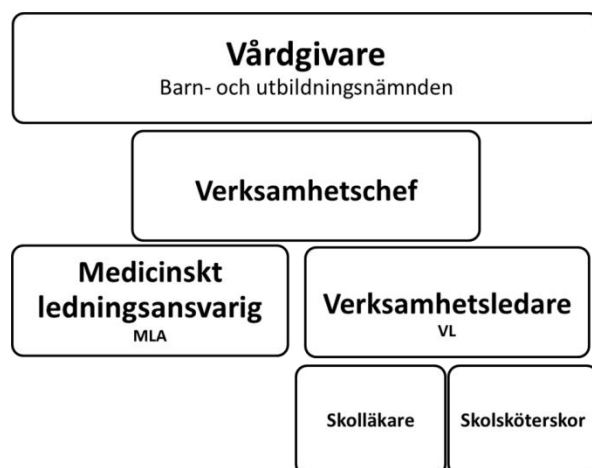 Vårdgivare
Barn- och utbildningsnämnden
Verksamhetschef
Medicinskt
ledningsansvarig
MLA
Verksamhetsledare
VL
Skolläkare
Skolsköterskor